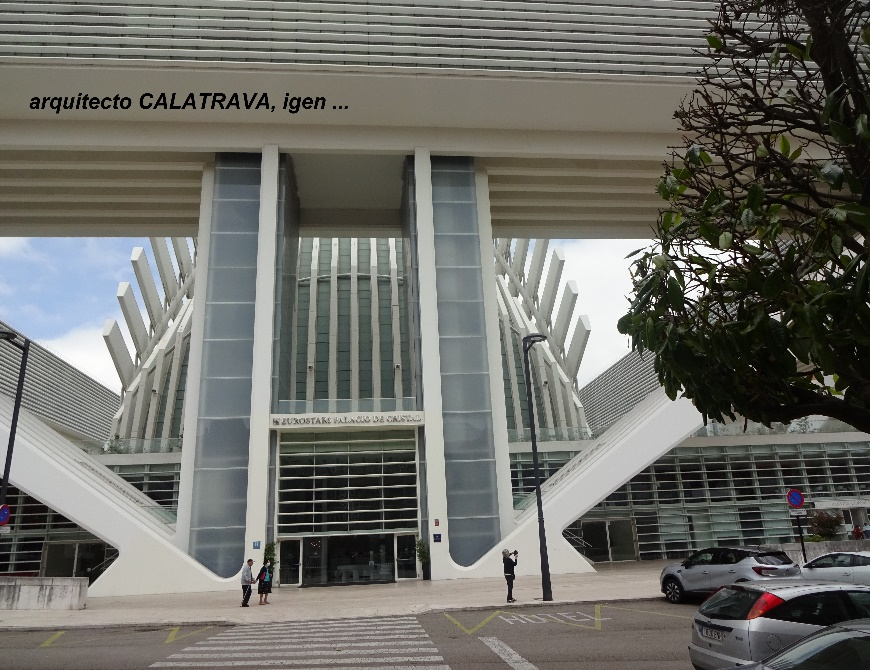 arquitecto CALATRAVA, igen ...
EUROSTARS PALACIO DE CRISTAL
HOTEL